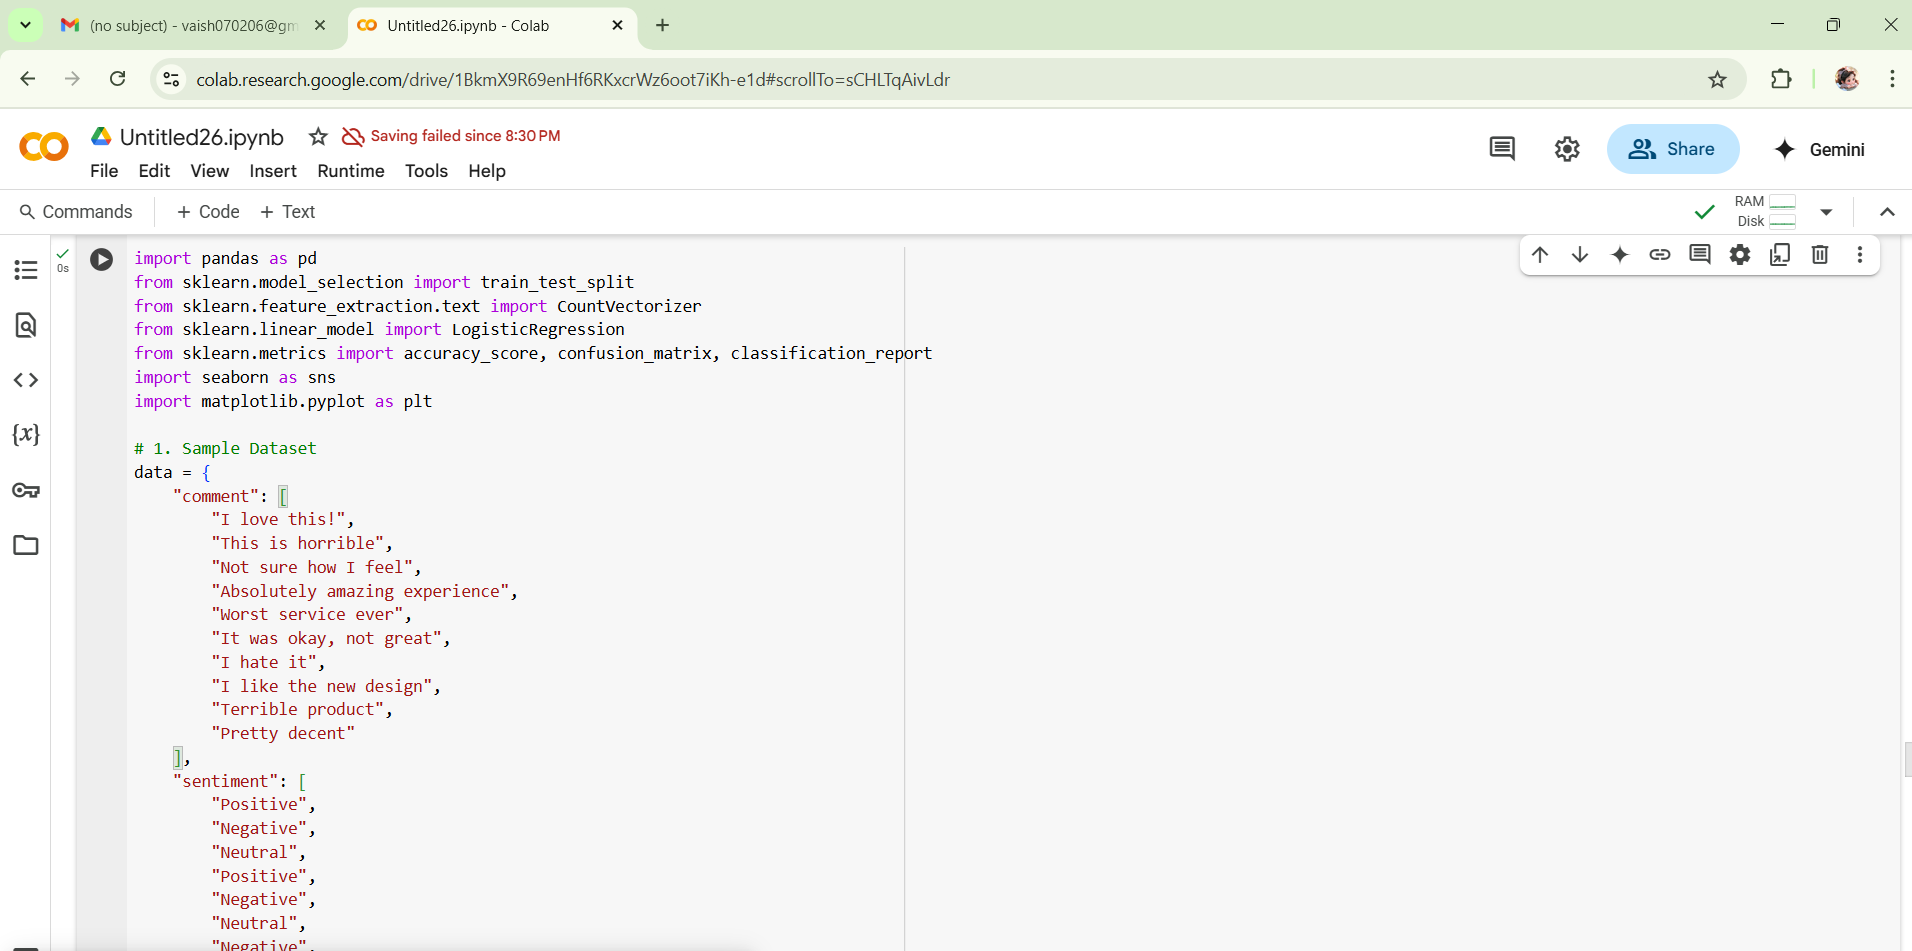 (no subject) - vaish070206@gm
Untitled26.ipynb - Colab
colab.research.google.com/drive/1BkmX9R69enHf6RKxcrWz6oot7iKh-e1d#scrollTo=sCHLTqAivLdr
Untitled26.ipynb
Saving failed since 8:30 PM
File Edit View Insert Runtime Tools Help
Share
Gemini
Commands + Code + Text
RAM
Disk
0s
import pandas as pd
from sklearn.model_selection import train_test_split
from sklearn.feature_extraction.text import CountVectorizer
from sklearn.linear_model import LogisticRegression
from sklearn.metrics import accuracy_score, confusion_matrix, classification_report
import seaborn as sns
import matplotlib.pyplot as plt
# 1. Sample Dataset
data = {
"comment": [
"I love this!",
"This is horrible",
"Not sure how I feel",
"Absolutely amazing experience",
"Worst service ever",
"It was okay, not great",
"I hate it",
"I like the new design",
"Terrible product",
"Pretty decent"
],
"sentiment": [
"Positive",
"Negative",
"Neutral",
"Positive",
"Negative",
"Neutral",
"Negative",